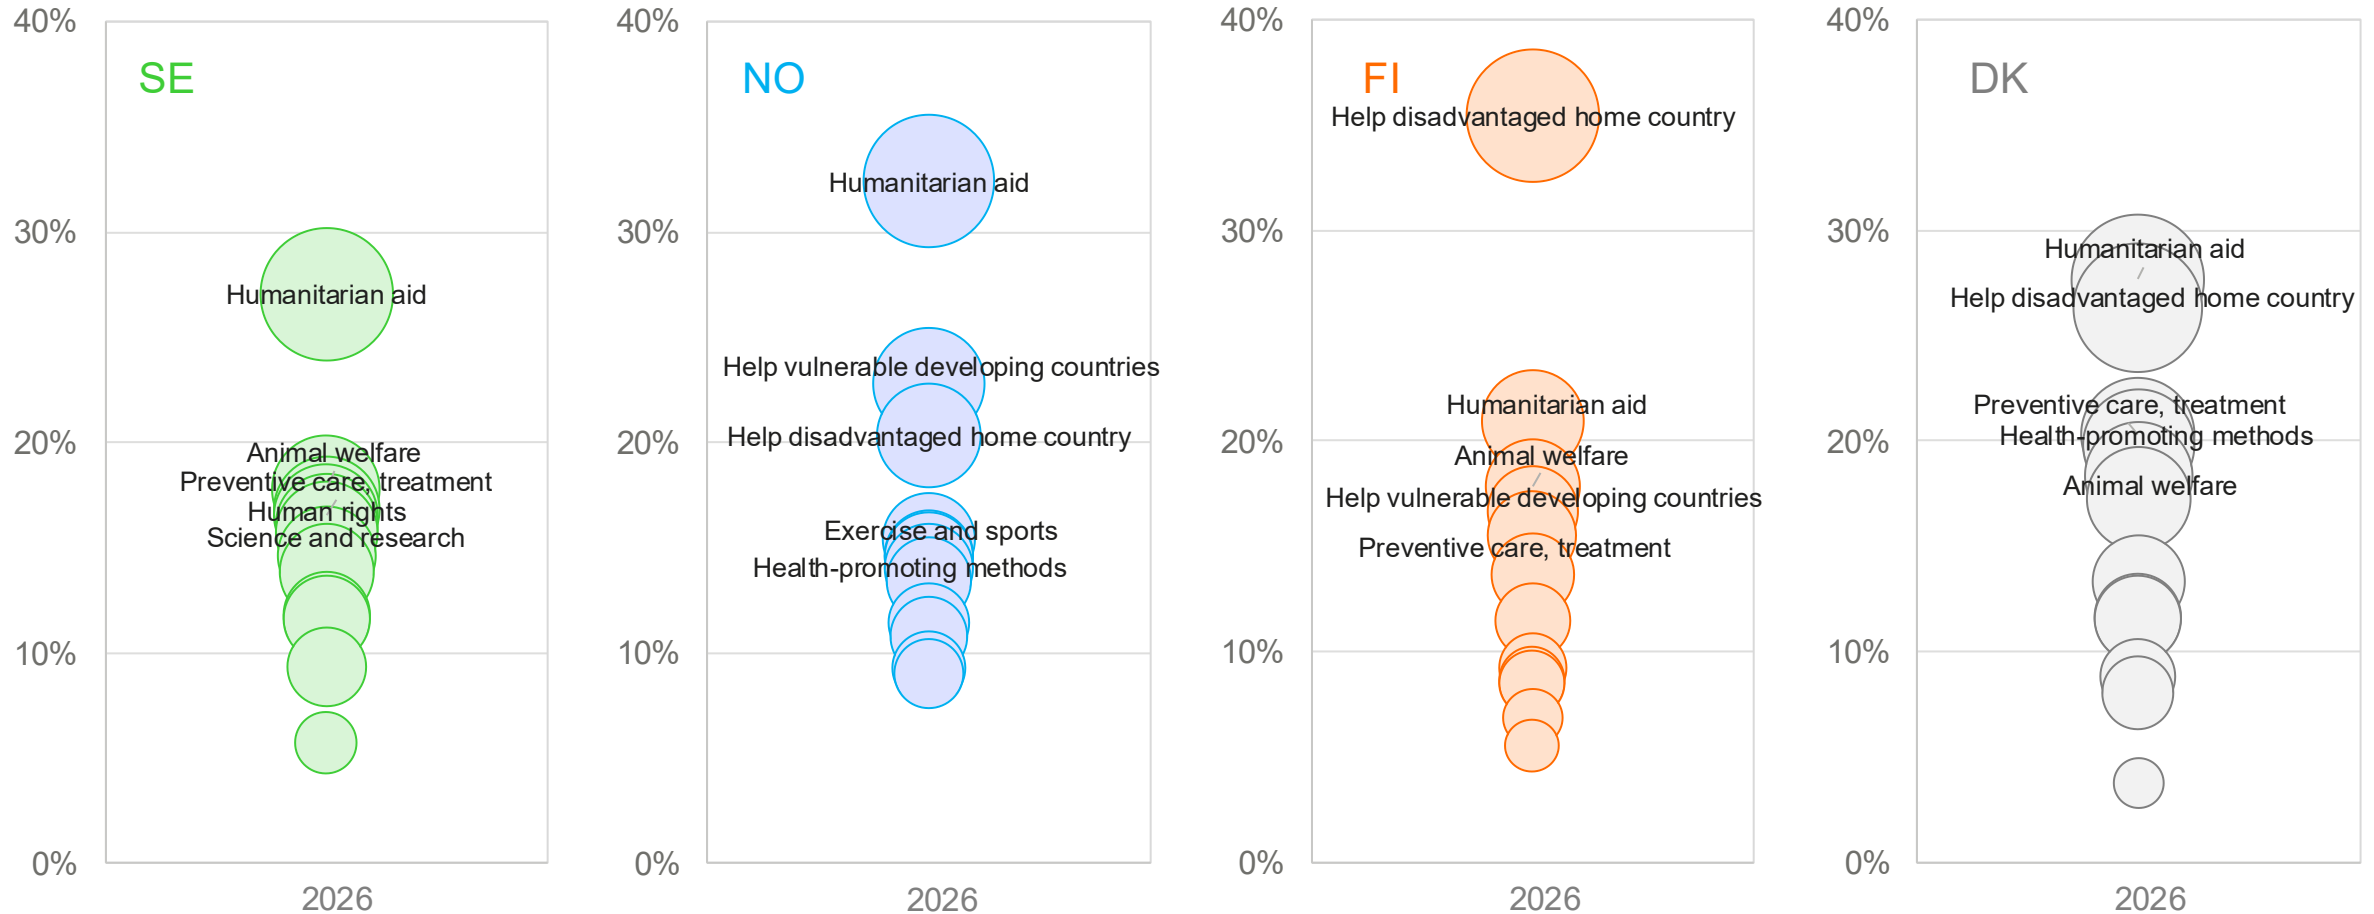 40%
SE
30%
Humanitarian aid
20%
Animal welfare
Preventive care, treatment
Human rights
Science and research
10%
0%
2026
40%
NO
Humanitarian aid
30%
Help vulnerable developing countries
20%
Help disadvantaged home country
Exercise and sports
Health-promoting methods
10%
0%
2026
40%
FI
Help disadvantaged home country
30%
Humanitarian aid
20%
Animal welfare
Help vulnerable developing countries
Preventive care, treatment
10%
0%
2026
40%
DK
30%
Humanitarian aid
Help disadvantaged home country
Preventive care, treatment
20%
Health-promoting methods
Animal welfare
10%
0%
2026